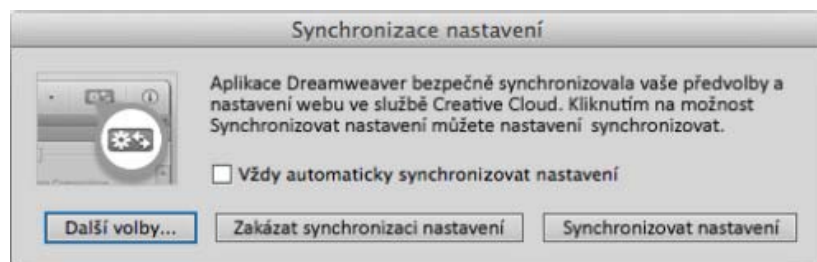 Synchronizace nastavení
Aplikace Dreamweaver bezpečně synchronizovala vaše předvolby a
nastavení webu ve službě Creative Cloud. Kliknutím na možnost
Synchronizovat nastavení můžete nastavení synchronizovat.
Vždy automaticky synchronizovat nastavení
Další volby...
Zakázat synchronizaci nastavení
Synchronizovat nastavení